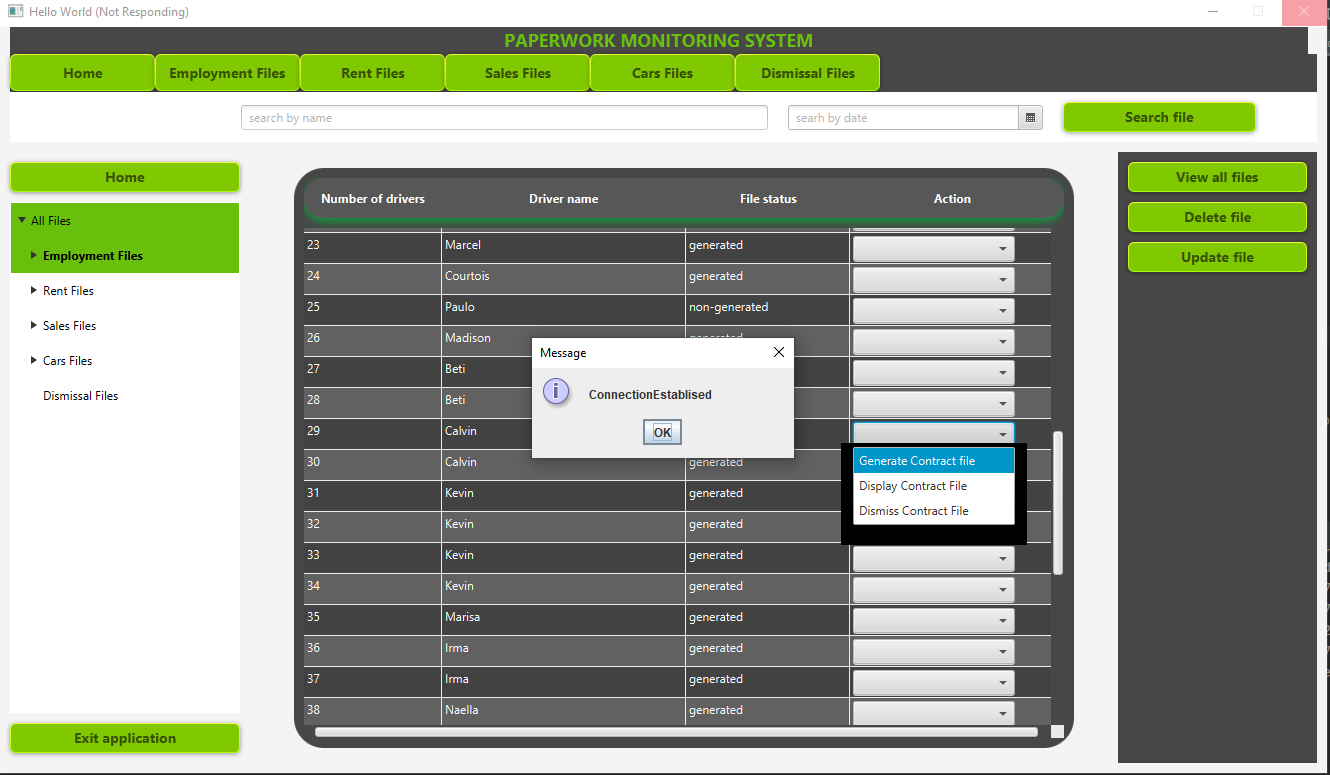 Hello World (Not Responding)
PAPERWORK MONITORING SYSTEM
Home Employment Files Rent Files Sales Files Cars Files Dismissal Files
search by name searh by date Search file
Home
All Files
Employment Files
Rent Files
Sales Files
Cars Files
Dismissal Files
Exit application
Number of drivers Driver name File status Action
23 Marcel generated
24 Courtois generated
25 Paulo non-generated
26 Madison generated
27 Beti
28 Beti
29 Calvin
30 Calvin generated
31 Kevin generated
32 Kevin generated
33 Kevin generated
34 Kevin generated
35 Marisa generated
36 Irma generated
37 Irma generated
38 Naella generated
Message
ConnectionEstablised
OK
Generate Contract file
Display Contract File
Dismiss Contract File
View all files
Delete file
Update file